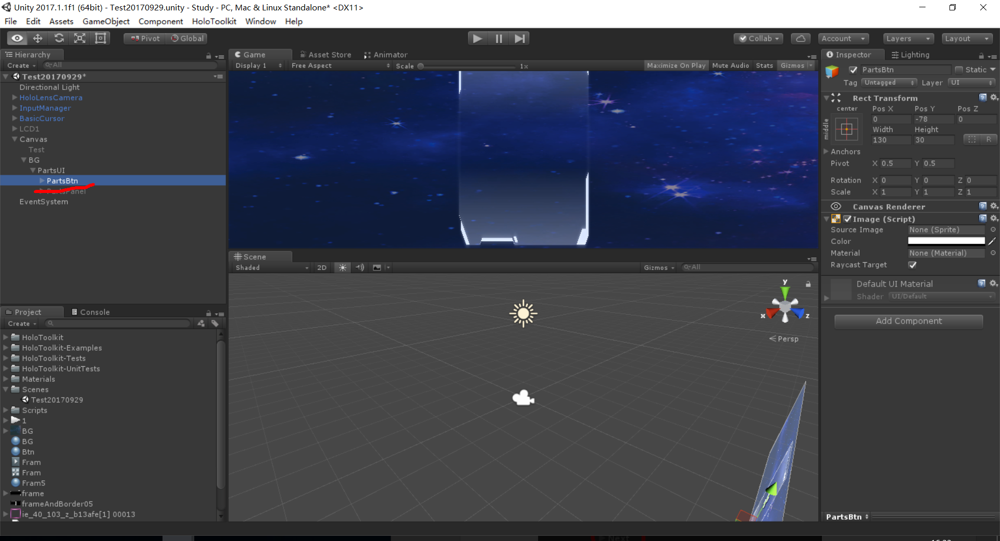 Unity 2017.1.1f1 (64bit) - Test20170929.unity - Study - PC, Mac & Linux Standalone* <DX11>
File Edit Assets GameObject Component HoloToolkit Window Help
Pivot Global Collab Account Layers Layout
Hierarchy
Create All
Test20170929*
Directional Light
HoloLensCamera
InputManager
BasicCursor
LCD1
Canvas
Test
BG
PartsUI
PartsBtn
PartsPanel
EventSystem
Game Asset Store Animator
Display 1 Free Aspect Scale 1x Maximize On Play Mute Audio Stats Gizmos
Scene
Shaded 2D Gizmos All
y
x z
Persp
Project Console
Create
HoloToolkit
HoloToolkit-Examples
HoloToolkit-Tests
HoloToolkit-UnitTests
Materials
Scenes
Test20170929
Scripts
1
BG
BG
Btn
Fram
Fram
Fram5
frame
frameAndBorder05
ie_40_103_z_b13afe[1] 00013
Inspector Lighting
PartsBtn Static
Tag Untagged Layer UI
Rect Transform
center Pos X Pos Y Pos Z
middle
0 -78 0
Width Height
130 30 R
Anchors
Pivot X 0.5 Y 0.5
Rotation X 0 Y 0 Z 0
Scale X 1 Y 1 Z 1
Canvas Renderer
Image (Script)
Source Image None (Sprite)
Color
Material None (Material)
Raycast Target
Default UI Material
Shader UI/Default
Add Component
PartsBtn
Next